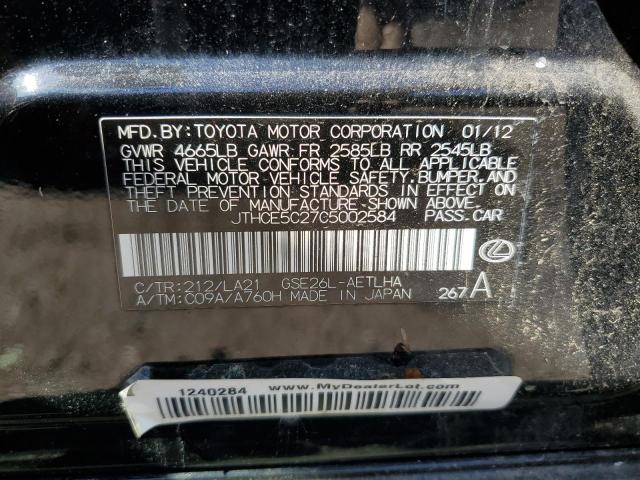 MFD. BY: TOYOTA MOTOR CORPORATION 01/12
GVWR 4665LB GAWR: FR 2585LB RR 2545LB
THIS VEHICLE CONFORMS TO ALL APPLICABLE
FEDERAL MOTOR VEHICLE SAFETY, BUMPER, AND
THEFT PREVENTION STANDARDS IN EFFECT ON
THE DATE OF MANUFACTURE SHOWN ABOVE.
JTHCE5C27C5002584 PASS. CAR
C/TR: 212/LA21 GSE26L-AETLHA
A/TM: C09A/A760H MADE IN JAPAN 267 A
1240284 www.MyDealerLot.com